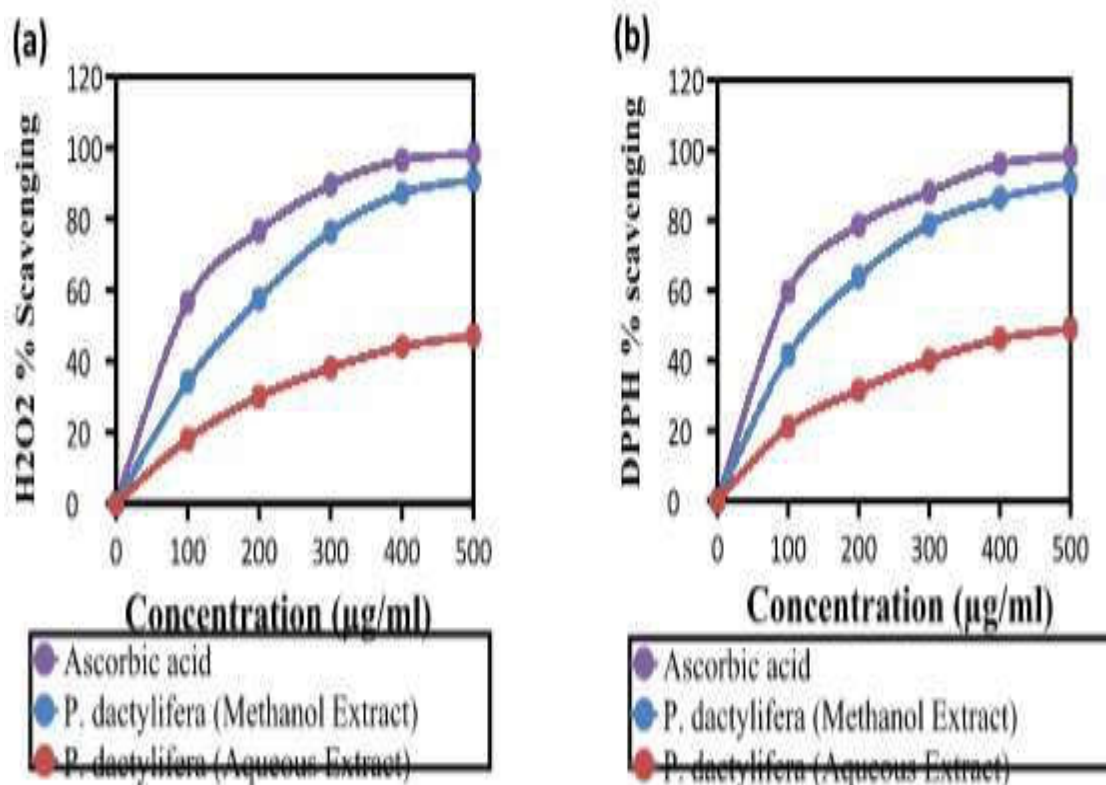 (a)
H2O2 % Scavenging
120
100
80
60
40
20
0
0 100 200 300 400 500
Concentration (µg/ml)
Ascorbic acid
P. dactylifera (Methanol Extract)
P. dactylifera (Aqueous Extract)
(b)
DPPH % scavenging
120
100
80
60
40
20
0
0 100 200 300 400 500
Concentration (µg/ml)
Ascorbic acid
P. dactylifera (Methanol Extract)
P. dactylifera (Aqueous Extract)